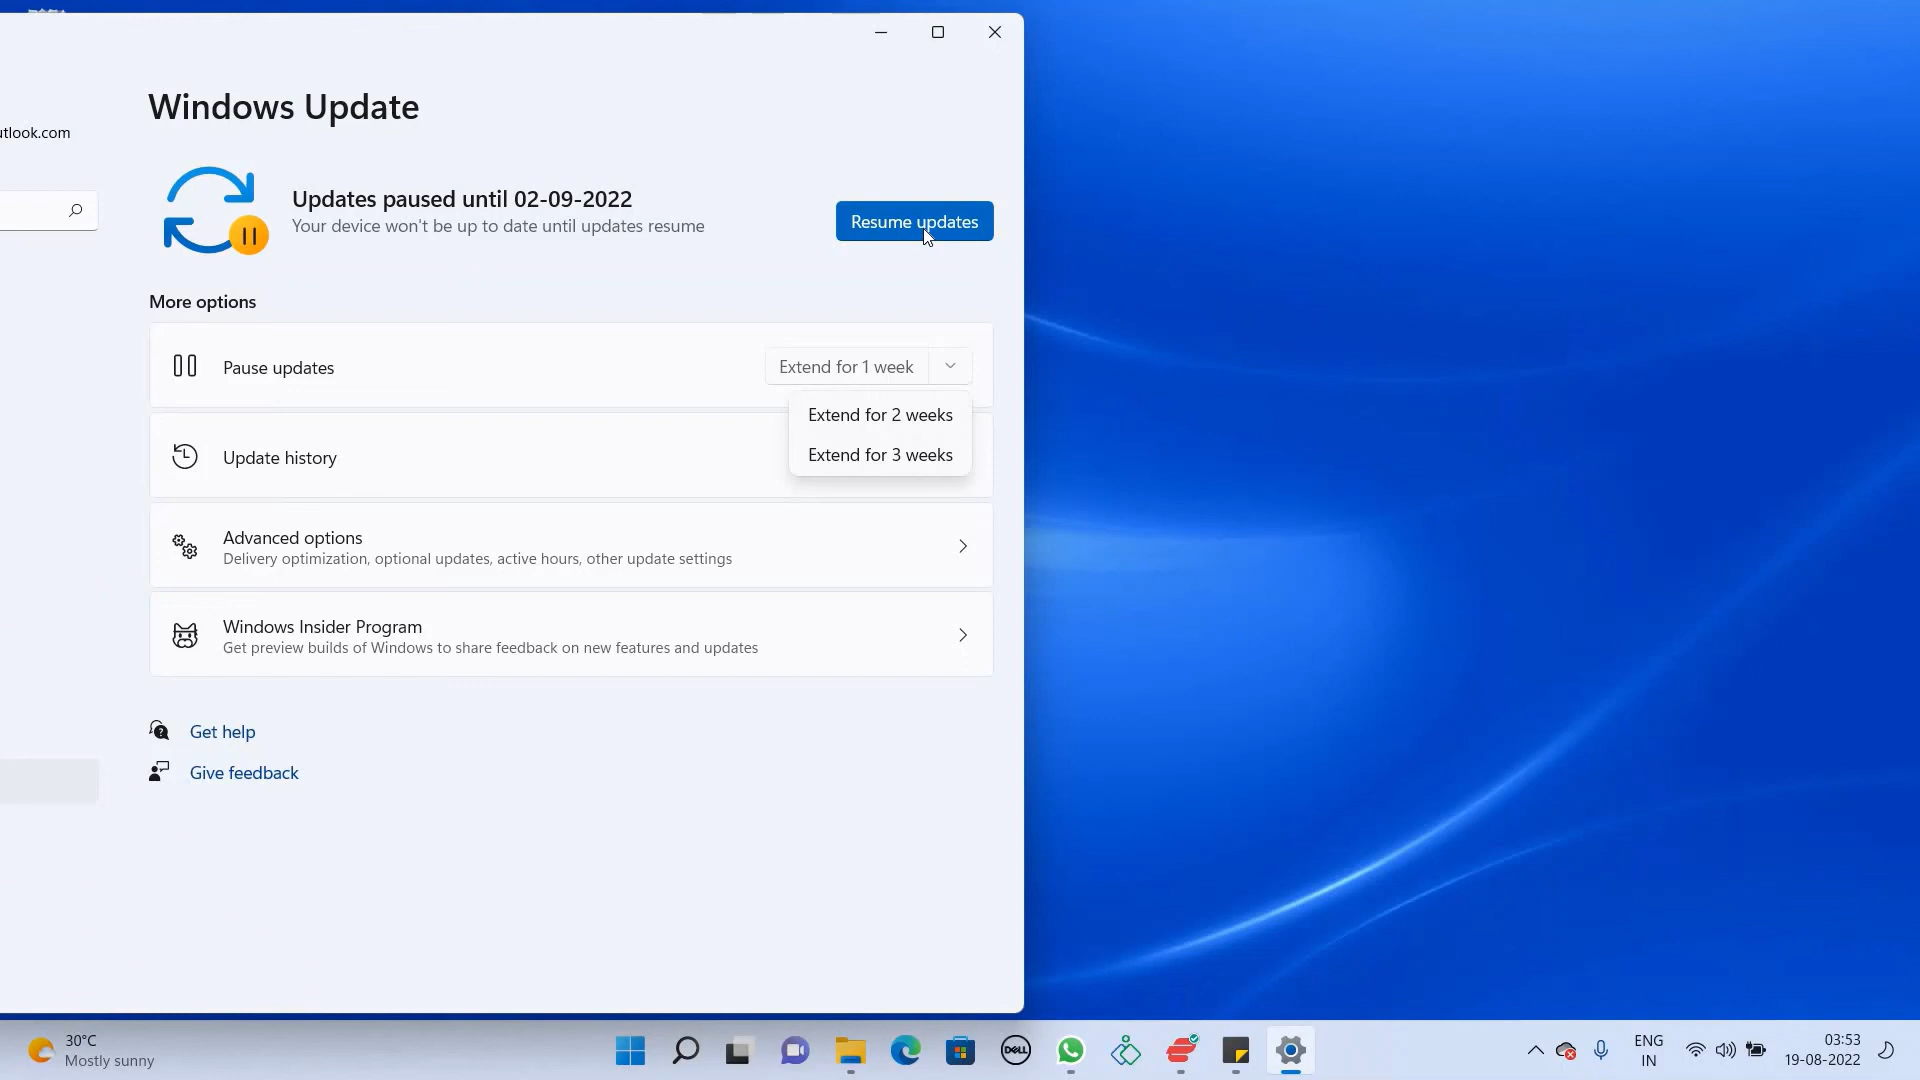 Windows Update
utlook.com
Updates paused until 02-09-2022
Your device won't be up to date until updates resume
Resume updates
More options
Pause updates
Extend for 1 week
Extend for 2 weeks
Extend for 3 weeks
Update history
Advanced options
Delivery optimization, optional updates, active hours, other update settings
Windows Insider Program
Get preview builds of Windows to share feedback on new features and updates
Get help
Give feedback
30°C
Mostly sunny
DELL
ENG
IN
03:53
19-08-2022